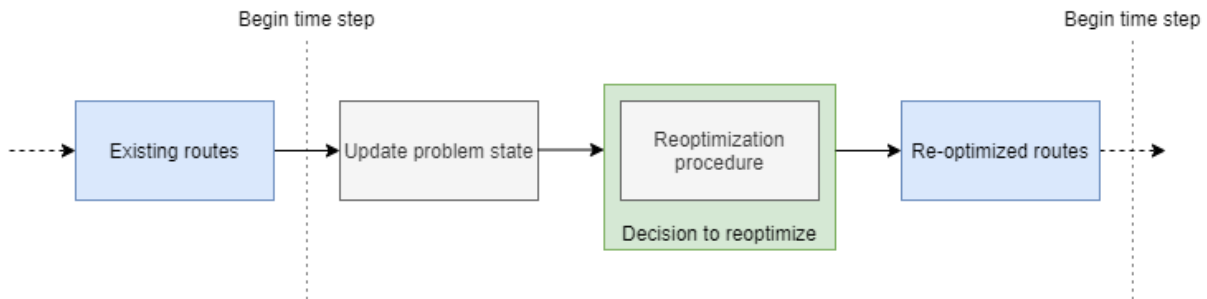 Begin time step
Begin time step
Existing routes
Update problem state
Reoptimization
procedure
Re-optimized routes
Decision to reoptimize